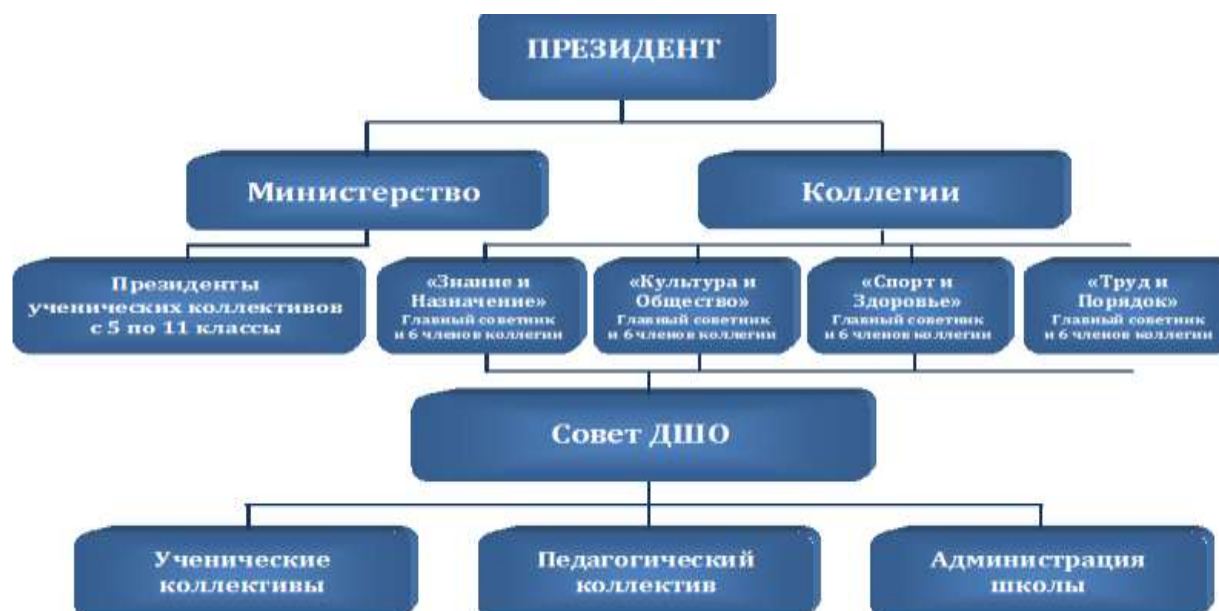 ПРЕЗИДЕНТ
Министерство
Коллегии
Президенты
ученических коллективов
с 5 по 11 классы
«Знание и
Назначение»
Главный советник
и 6 членов коллегии
«Культура и
Общество»
Главный советник
и 6 членов коллегии
«Спорт и
Здоровье»
Главный советник
и 6 членов коллегии
«Труд и
Порядок»
Главный советник
и 6 членов коллегии
Совет ДШО
Ученические
коллективы
Педагогический
коллектив
Администрация
школы